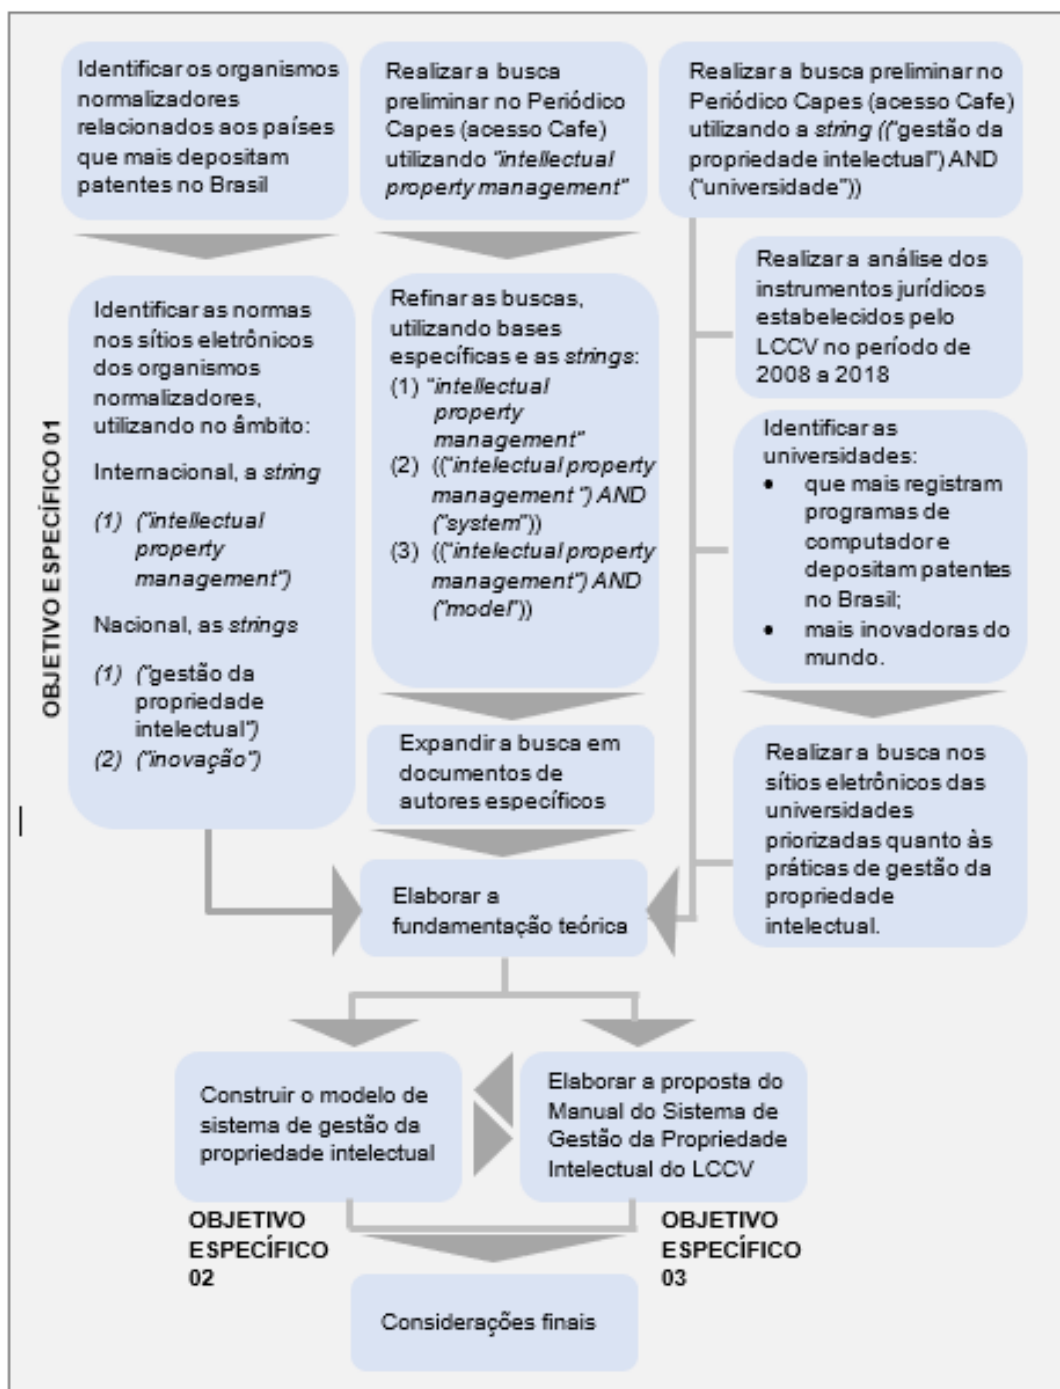 Identificar os organismos
normalizadores
relacionados aos países
que mais depositam
patentes no Brasil
Realizar a busca
preliminar no Periódico
Capes (acesso Cafe)
utilizando "intellectual
property management"
Realizar a busca preliminar no
Periódico Capes (acesso Cafe)
utilizando a string (("gestão da
propriedade intelectual") AND
("universidade"))
OBJETIVO ESPECÍFICO 01
Identificar as normas
nos sítios eletrônicos
dos organismos
normalizadores,
utilizando no âmbito:
Internacional, a string
(1) ("intellectual
property
management")
Nacional, as strings
(1) ("gestão da
propriedade
intelectual")
(2) ("inovação")
Refinar as buscas,
utilizando bases
específicas e as strings:
(1) "intellectual
property
management"
(2) (("intelectual property
management ") AND
("system"))
(3) (("intelectual property
management") AND
("model"))
Expandir a busca em
documentos de
autores específicos
Realizar a análise dos
instrumentos jurídicos
estabelecidos pelo
LCCV no período de
2008 a 2018
Identificar as
universidades:
• que mais registram
programas de
computador e
depositam patentes
no Brasil;
• mais inovadoras do
mundo.
Realizar a busca nos
sítios eletrônicos das
universidades
priorizadas quanto às
práticas de gestão da
propriedade
intelectual.
Elaborar a
fundamentação teórica
Construir o modelo de
sistema de gestão da
propriedade intelectual
Elaborar a proposta do
Manual do Sistema de
Gestão da Propriedade
Intelectual do LCCV
OBJETIVO
ESPECÍFICO
02
OBJETIVO
ESPECÍFICO
03
Considerações finais